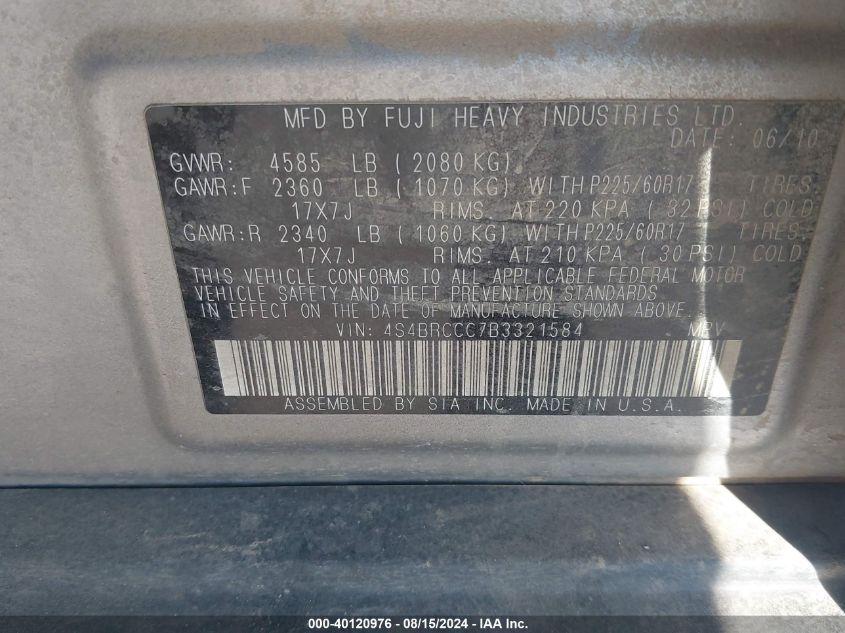 MFD BY FUJI HEAVY INDUSTRIES LTD.
DATE: 06/10
GVWR: 4585 LB (2080 KG)
GAWR:F 2360 LB (1070 KG) WITH P225/60R17 TIRES
17X7J RIMS. AT 220 KPA (32 PSI) COLD
GAWR:R 2340 LB (1060 KG) WITH P225/60R17 TIRES
17X7J RIMS. AT 210 KPA (30 PSI) COLD
THIS VEHICLE CONFORMS TO ALL APPLICABLE FEDERAL MOTOR
VEHICLE SAFETY AND THEFT PREVENTION STANDARDS
IN EFFECT ON THE DATE OF MANUFACTURE SHOWN ABOVE.
VIN: 4S4BRCCC7B3321584 MPV
ASSEMBLED BY SIA INC. MADE IN U.S.A.
000-40120976 - 08/15/2024 - IAA Inc.